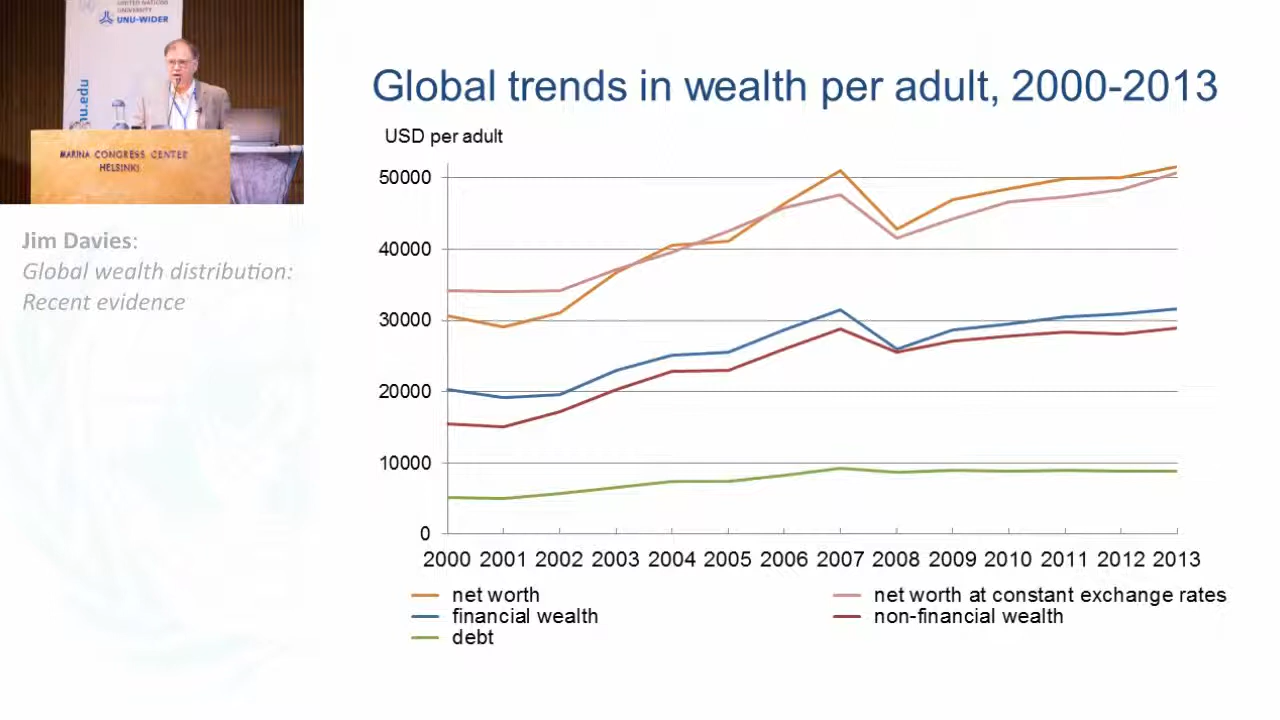 UNITED NATIONS
UNIVERSITY
UNU-WIDER
nu.edu
MARINA CONGRESS CENTER
HELSINKI
Jim Davies:
Global wealth distribution:
Recent evidence
Global trends in wealth per adult, 2000-2013
USD per adult
50000
40000
30000
20000
10000
0
2000 2001 2002 2003 2004 2005 2006 2007 2008 2009 2010 2011 2012 2013
net worth
net worth at constant exchange rates
financial wealth
non-financial wealth
debt